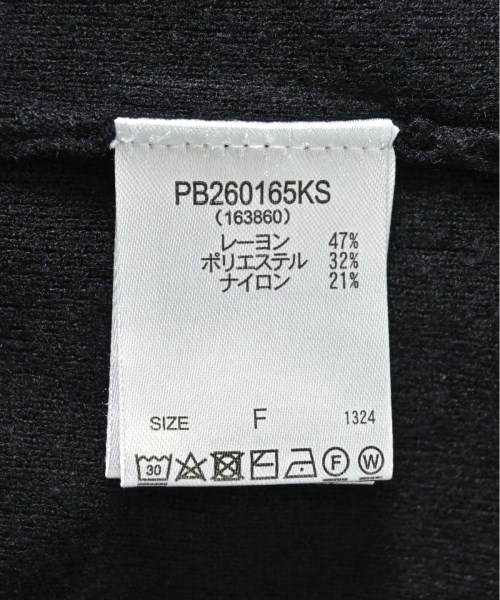 PB260165KS
(163860)
レーヨン 47%
ポリエステル 32%
ナイロン 21%
SIZE F 1324
30 F W